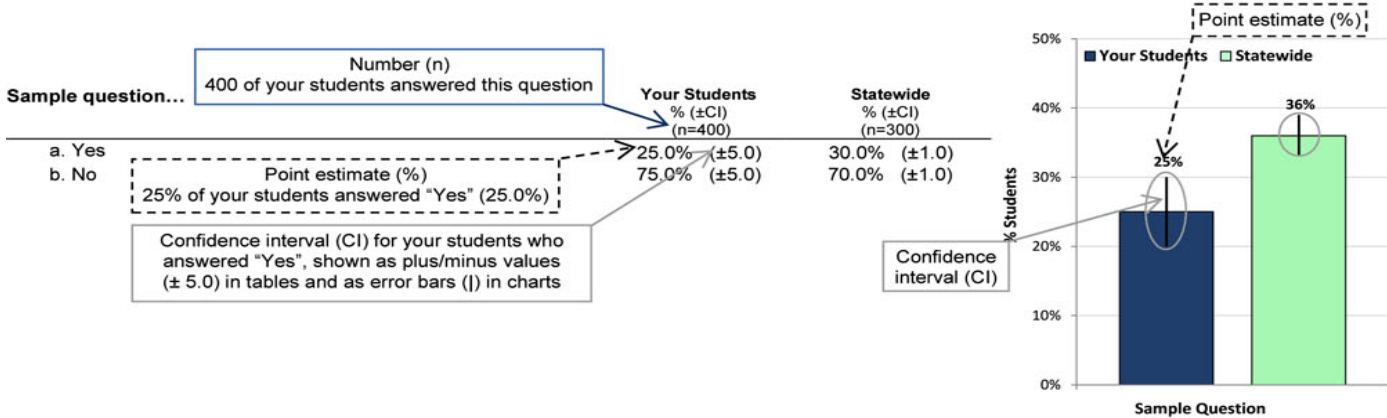 Number (n)
400 of your students answered this question
Sample question…
Your Students
% (±CI)
(n=400)
Statewide
% (±CI)
(n=300)
a. Yes
25.0% (±5.0)
30.0% (±1.0)
b. No
75.0% (±5.0)
70.0% (±1.0)
Point estimate (%)
25% of your students answered “Yes” (25.0%)
Confidence interval (CI) for your students who
answered “Yes”, shown as plus/minus values
(± 5.0) in tables and as error bars (|) in charts
Point estimate (%)
Your Students
Statewide
50%
40%
30%
20%
10%
0%
% Students
25%
36%
Confidence
interval (CI)
Sample Question